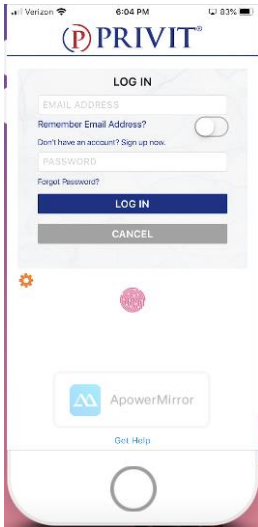 Verizon 6:04 PM 83%
PRIVIT®
LOG IN
EMAIL ADDRESS
Remember Email Address?
Don't have an account? Sign up now.
PASSWORD
Forgot Password?
LOG IN
CANCEL
ApowerMirror
Get Help